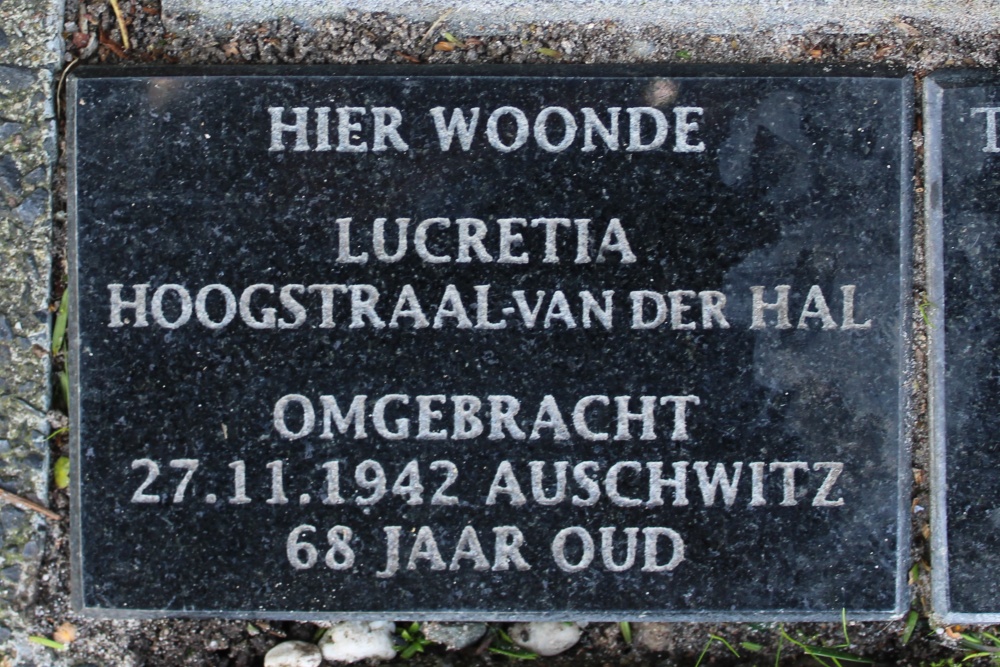 HIER WOONDE
LUCRETIA
HOOGSTRAAL-VAN DER HAL
OMGEBRACHT
27.11.1942 AUSCHWITZ
68 JAAR OUD